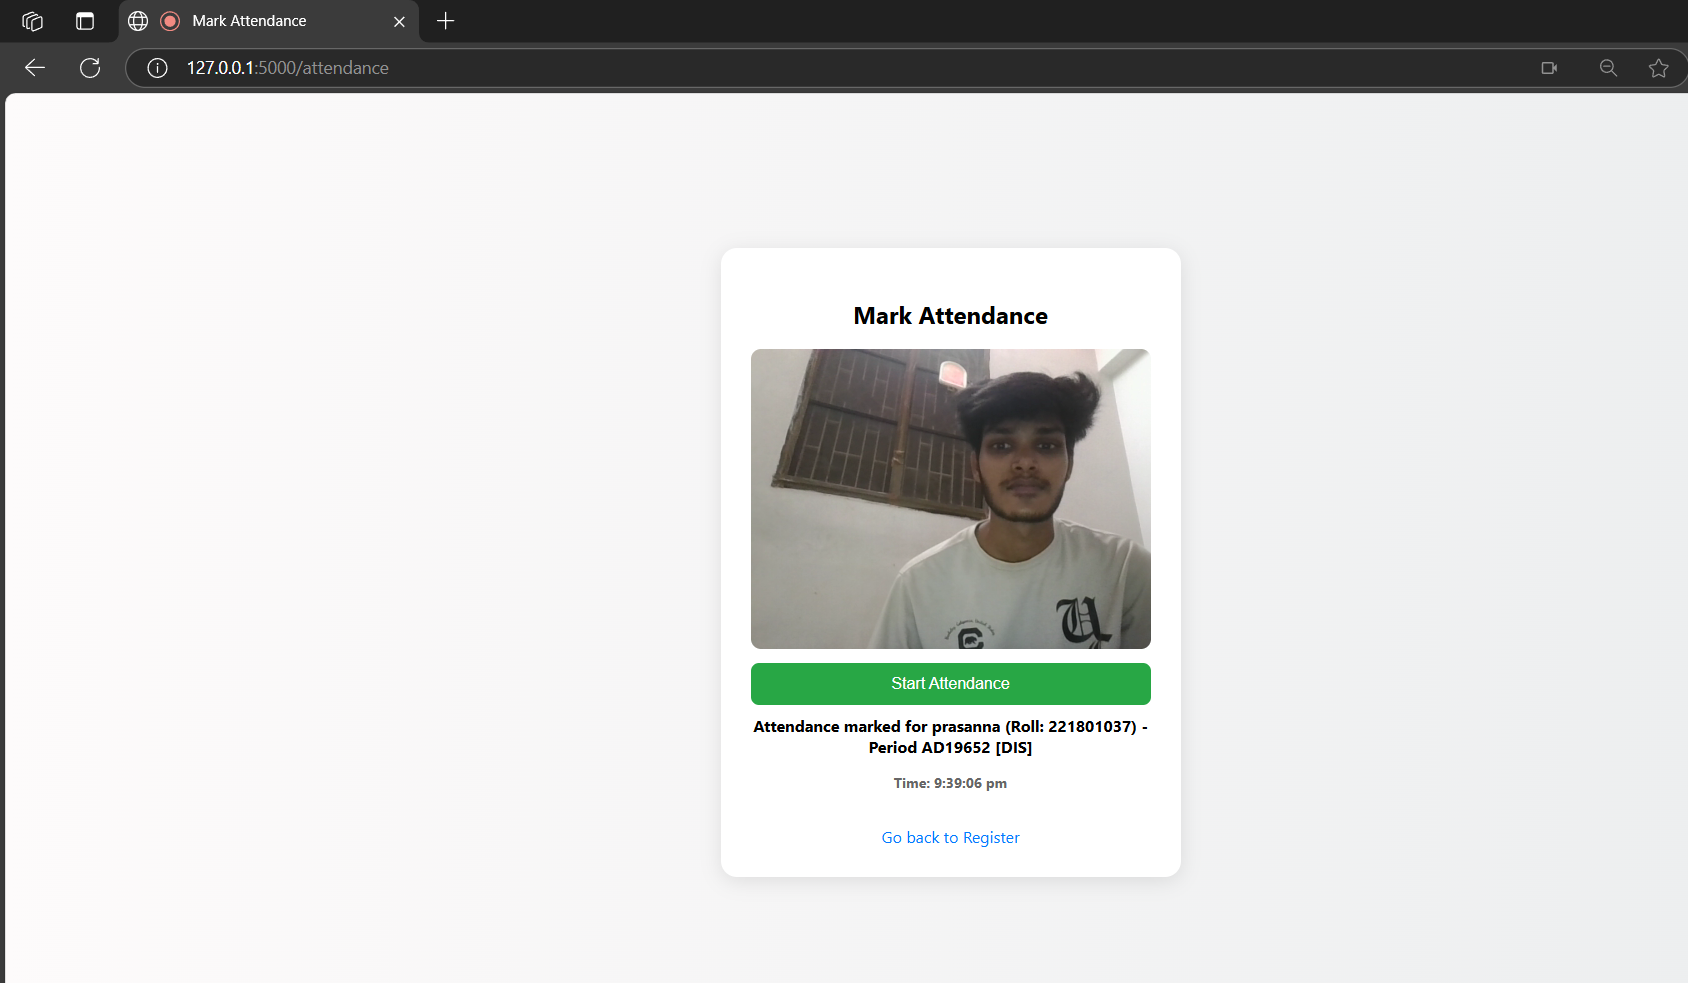 Mark Attendance
127.0.0.1:5000/attendance
Mark Attendance
Start Attendance
Attendance marked for prasanna (Roll: 221801037) -
Period AD19652 [DIS]
Time: 9:39:06 pm
Go back to Register